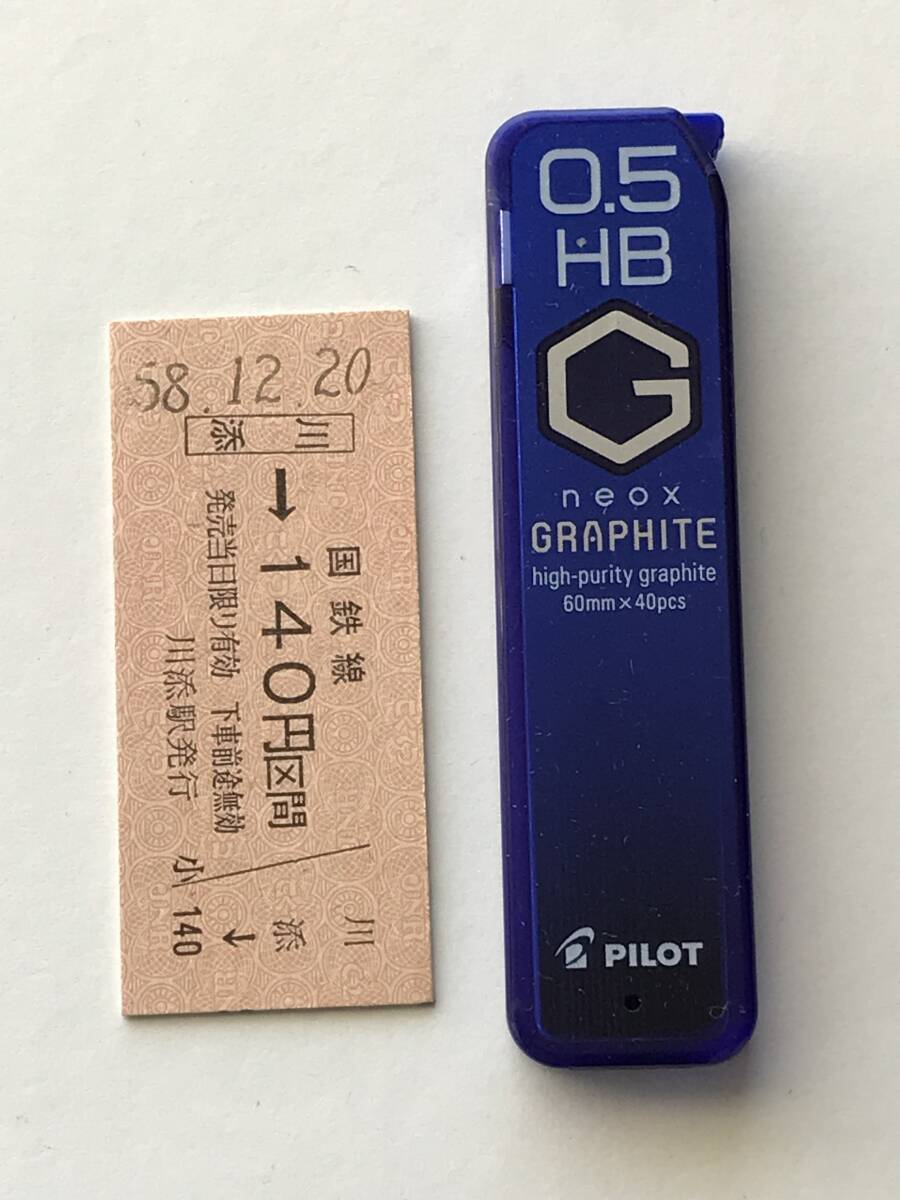 58.12.20
川添
国鉄線
→140円区間
発売当日限り有効 下車前途無効
川添駅発行
川添
→
小 140
0.5
HB
G
neox
GRAPHITE
high-purity graphite
60mm×40pcs
PILOT